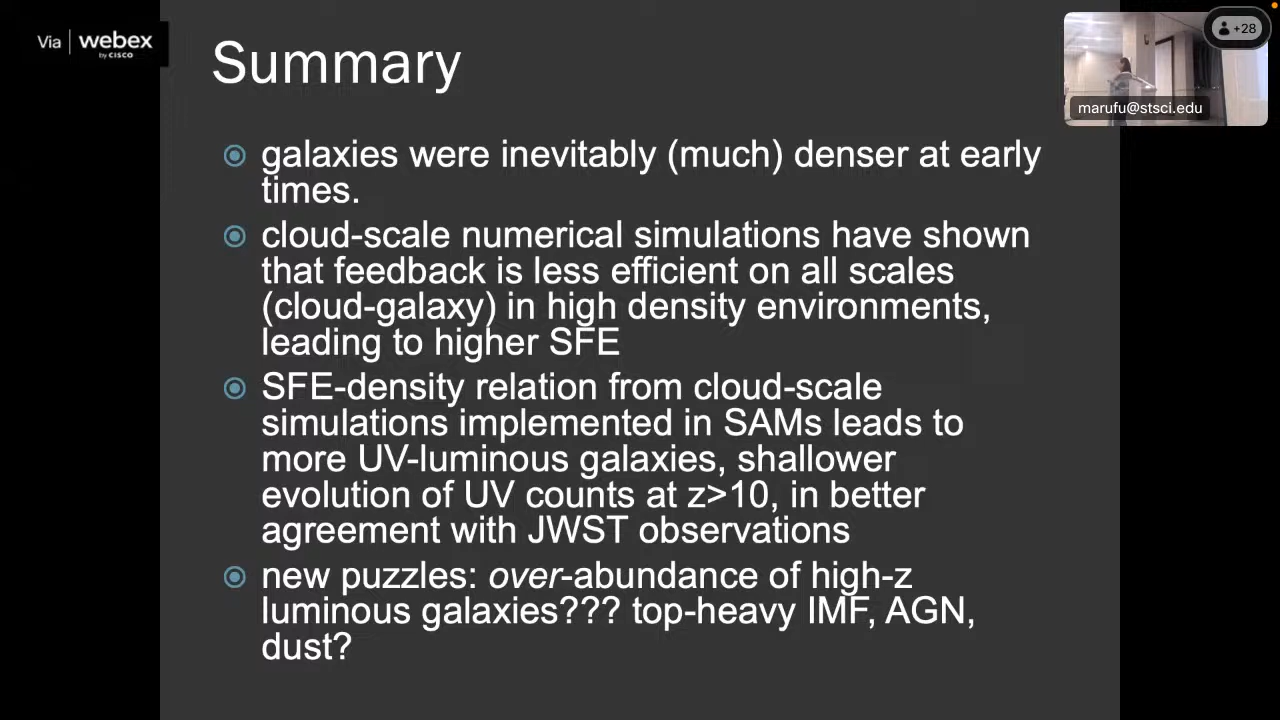 Via webex
by CISCO
+28
marufu@stsci.edu
Summary
galaxies were inevitably (much) denser at early
times.
cloud-scale numerical simulations have shown
that feedback is less efficient on all scales
(cloud-galaxy) in high density environments,
leading to higher SFE
SFE-density relation from cloud-scale
simulations implemented in SAMs leads to
more UV-luminous galaxies, shallower
evolution of UV counts at z>10, in better
agreement with JWST observations
new puzzles: over-abundance of high-z
luminous galaxies??? top-heavy IMF, AGN,
dust?